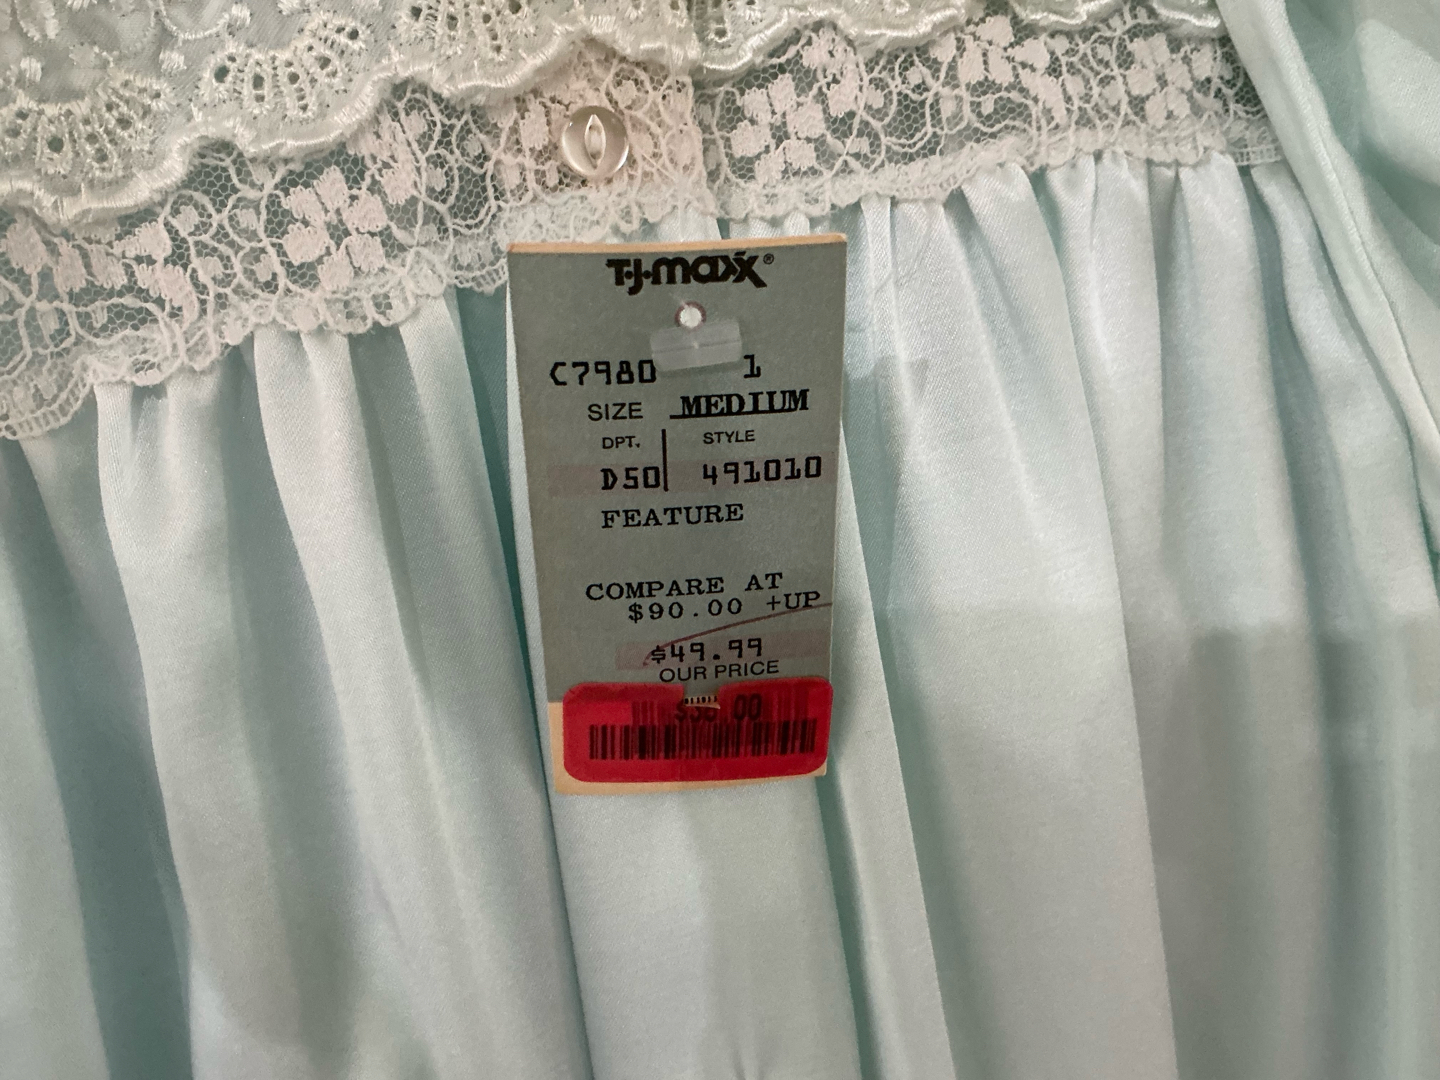 T·J·maxx®
C7980 1
SIZE MEDIUM
DPT. STYLE
D50 491010
FEATURE
COMPARE AT
$90.00 +UP
$49.99
OUR PRICE